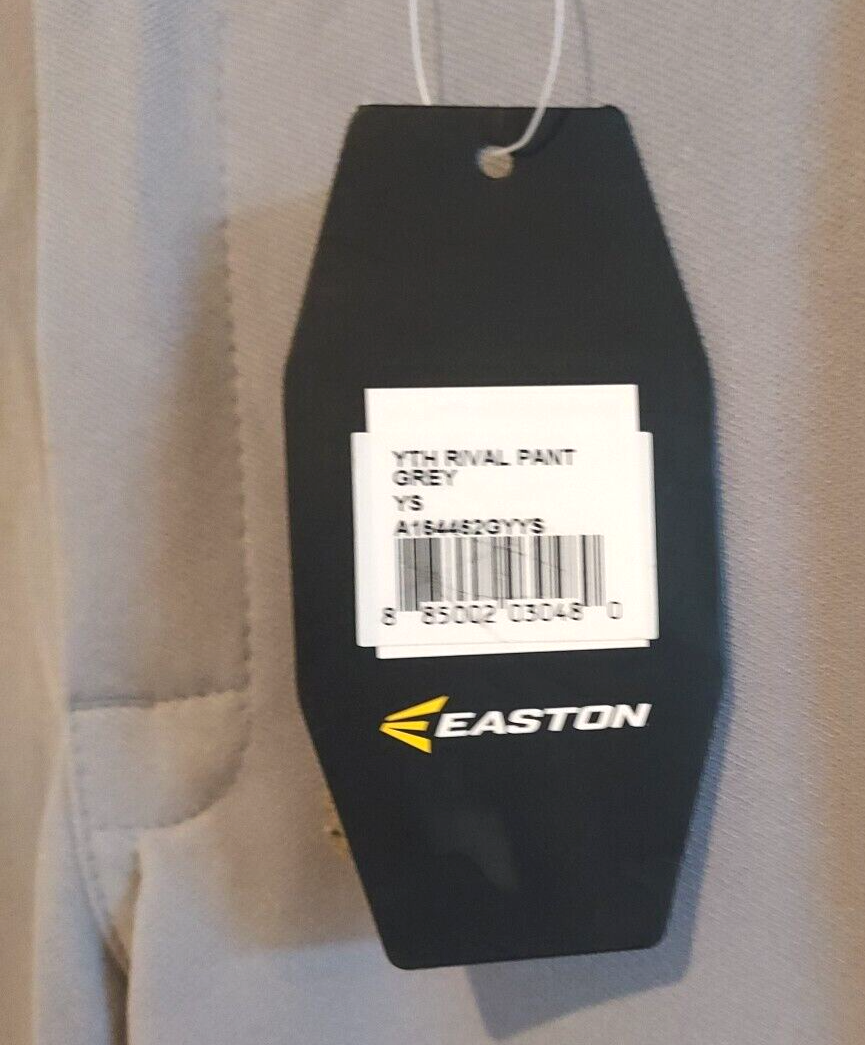 YTH RIVAL PANT
GREY
YS
A164462GYYS
8 85002 03048 0
EASTON